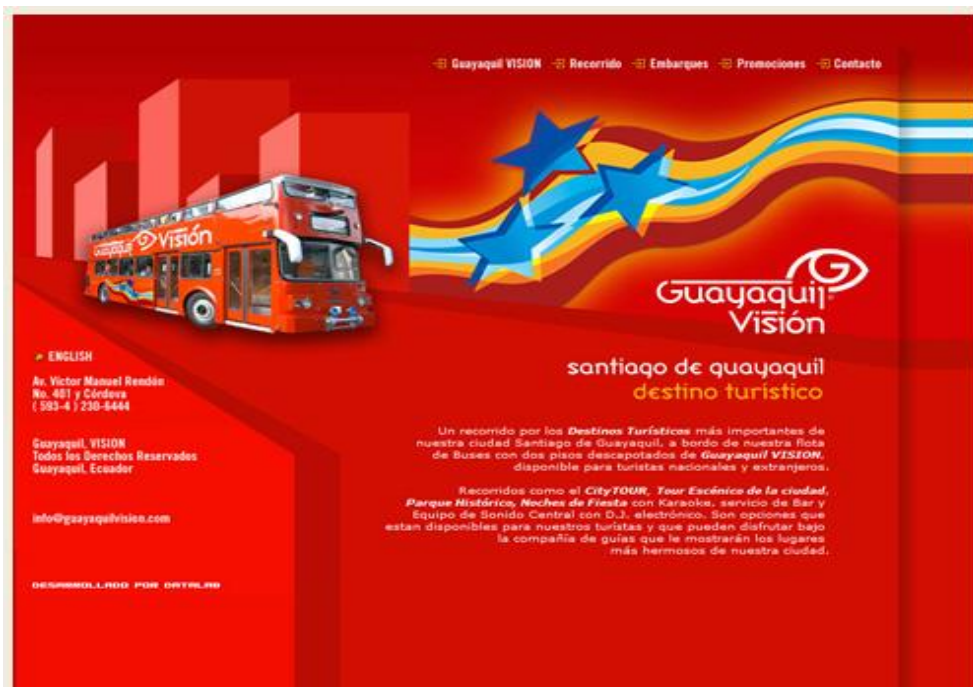 Guayaquil VISION Recorrido Embarques Promociones Contacto
Guayaquil Visión
Guayaquil
Visión
ENGLISH
Av. Víctor Manuel Rendón
No. 401 y Córdova
( 593-4 ) 230-6444
Guayaquil, VISION
Todos los Derechos Reservados
Guayaquil, Ecuador
info@guayaquilvision.com
DESARROLLADO POR DATALAB
santiago de guayaquil
destino turístico
Un recorrido por los Destinos Turísticos más importantes de
nuestra ciudad Santiago de Guayaquil, a bordo de nuestra flota
de Buses con dos pisos descapotados de Guayaquil VISION,
disponible para turistas nacionales y extranjeros.
Recorridos como el CityTOUR, Tour Escénico de la ciudad,
Parque Histórico, Noches de Fiesta con Karaoke, servicio de Bar y
Equipo de Sonido Central con D.J. electrónico. Son opciones que
estan disponibles para nuestros turistas y que pueden disfrutar bajo
la compañía de guías que le mostrarán los lugares
más hermosos de nuestra ciudad.